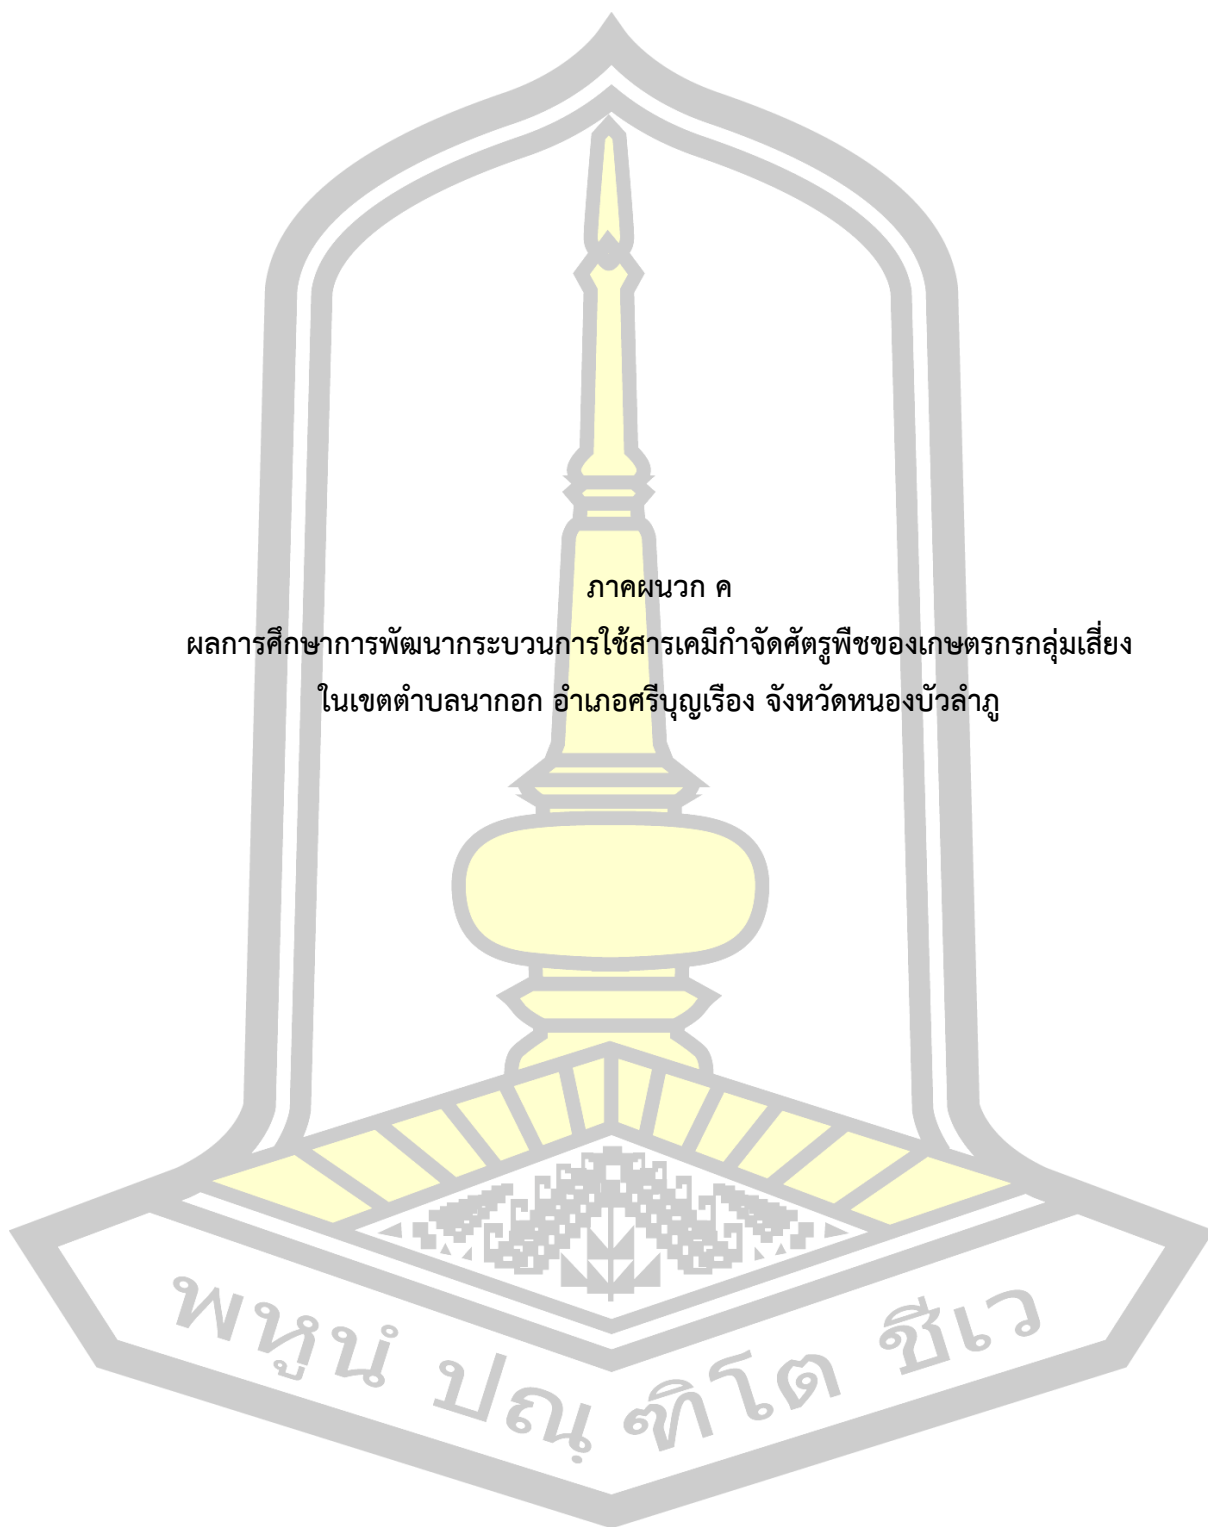 ภาคผนวก ค
ผลการศึกษาการพัฒนากระบวนการใช้สารเคมีกำจัดศัตรูพืชของเกษตรกรกลุ่มเสี่ยง
ในเขตตำบลนากอก อำเภอศรีบุญเรือง จังหวัดหนองบัวลำภู
พหูนํ ปณฺฑิโต ชีเว